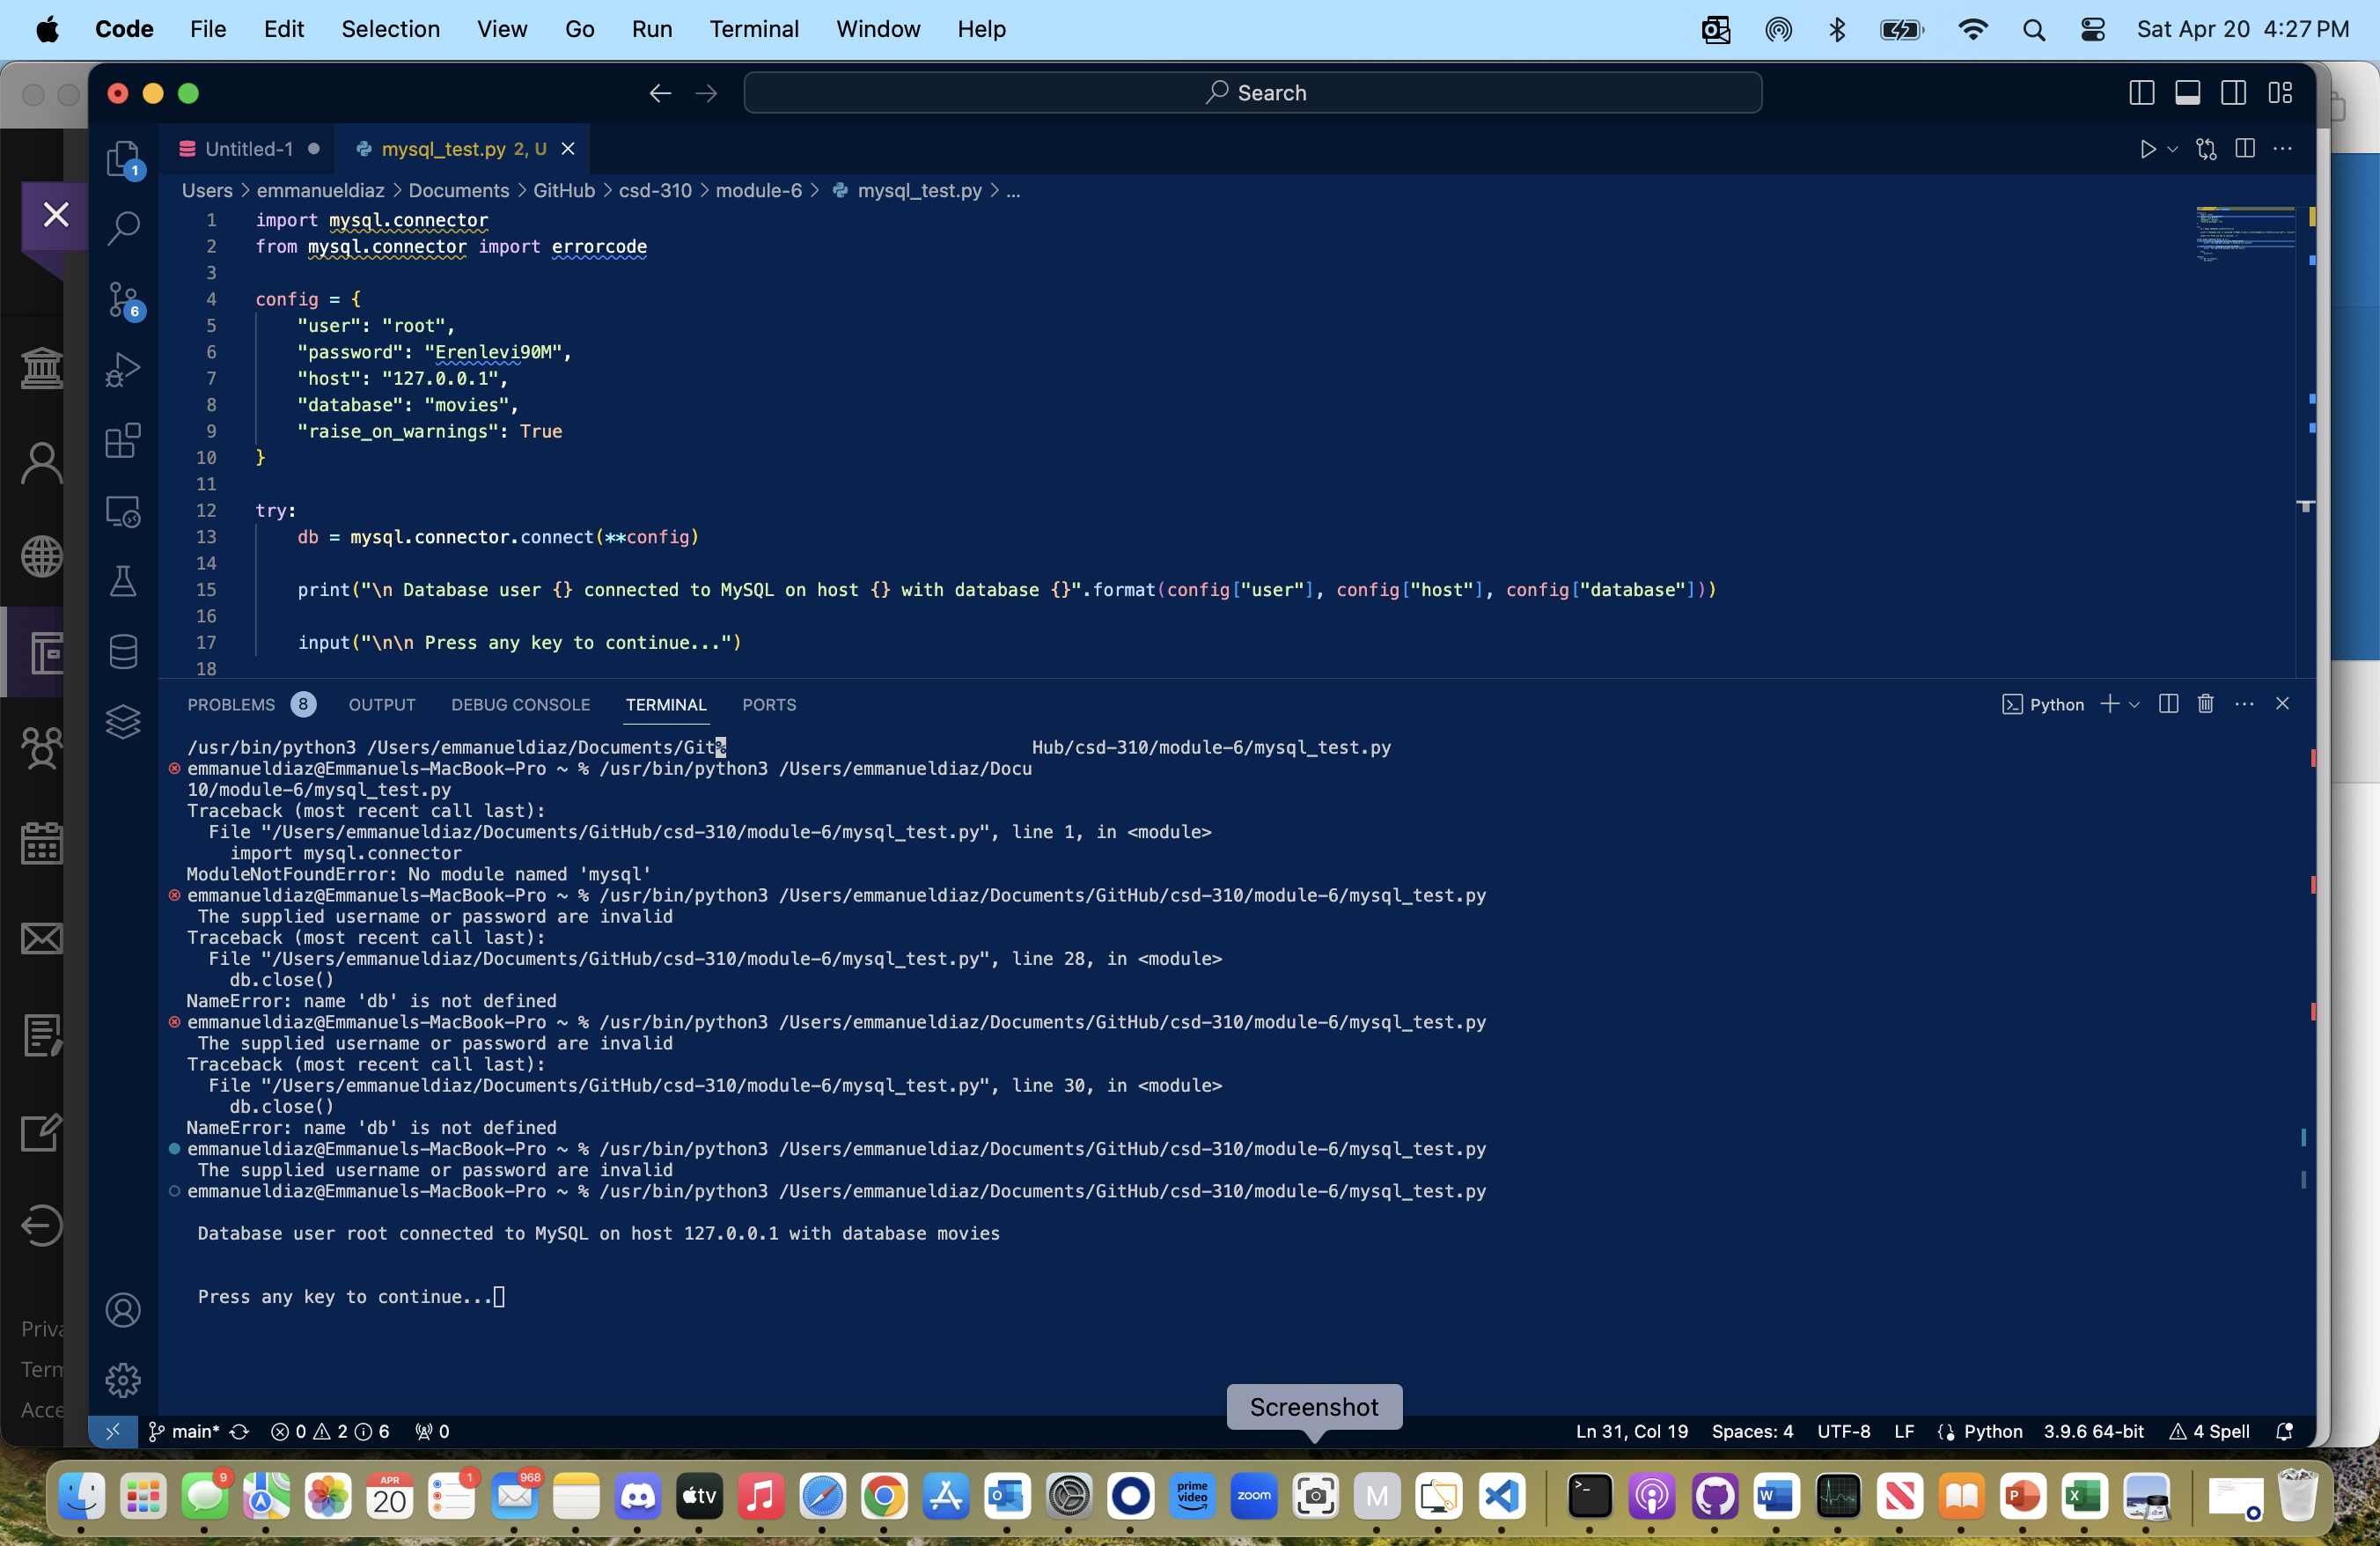 Code File Edit Selection View Go Run Terminal Window Help Sat Apr 20 4:27 PM
Search
Untitled-1 mysql_test.py 2, U
1
Users > emmanueldiaz > Documents > GitHub > csd-310 > module-6 > mysql_test.py > ...
1 import mysql.connector
2 from mysql.connector import errorcode
3
4 config = {
6
5 "user": "root",
6 "password": "Erenlevi90M",
7 "host": "127.0.0.1",
8 "database": "movies",
9 "raise_on_warnings": True
10 }
11
12 try:
13 db = mysql.connector.connect(**config)
14
15 print("\n Database user {} connected to MySQL on host {} with database {}".format(config["user"], config["host"], config["database"]))
16
17 input("\n\n Press any key to continue...")
18
PROBLEMS 8 OUTPUT DEBUG CONSOLE TERMINAL PORTS Python
/usr/bin/python3 /Users/emmanueldiaz/Documents/Git% Hub/csd-310/module-6/mysql_test.py
emmanueldiaz@Emmanuels-MacBook-Pro ~ % /usr/bin/python3 /Users/emmanueldiaz/Docu
10/module-6/mysql_test.py
Traceback (most recent call last):
File "/Users/emmanueldiaz/Documents/GitHub/csd-310/module-6/mysql_test.py", line 1, in <module>
import mysql.connector
ModuleNotFoundError: No module named 'mysql'
emmanueldiaz@Emmanuels-MacBook-Pro ~ % /usr/bin/python3 /Users/emmanueldiaz/Documents/GitHub/csd-310/module-6/mysql_test.py
The supplied username or password are invalid
Traceback (most recent call last):
File "/Users/emmanueldiaz/Documents/GitHub/csd-310/module-6/mysql_test.py", line 28, in <module>
db.close()
NameError: name 'db' is not defined
emmanueldiaz@Emmanuels-MacBook-Pro ~ % /usr/bin/python3 /Users/emmanueldiaz/Documents/GitHub/csd-310/module-6/mysql_test.py
The supplied username or password are invalid
Traceback (most recent call last):
File "/Users/emmanueldiaz/Documents/GitHub/csd-310/module-6/mysql_test.py", line 30, in <module>
db.close()
NameError: name 'db' is not defined
emmanueldiaz@Emmanuels-MacBook-Pro ~ % /usr/bin/python3 /Users/emmanueldiaz/Documents/GitHub/csd-310/module-6/mysql_test.py
The supplied username or password are invalid
emmanueldiaz@Emmanuels-MacBook-Pro ~ % /usr/bin/python3 /Users/emmanueldiaz/Documents/GitHub/csd-310/module-6/mysql_test.py
Database user root connected to MySQL on host 127.0.0.1 with database movies
Press any key to continue...
Priva
Term
Acce
Screenshot
main* 0 2 6 0 Ln 31, Col 19 Spaces: 4 UTF-8 LF Python 3.9.6 64-bit 4 Spell
9 APR 20 1 968 tv prime video zoom M W P X